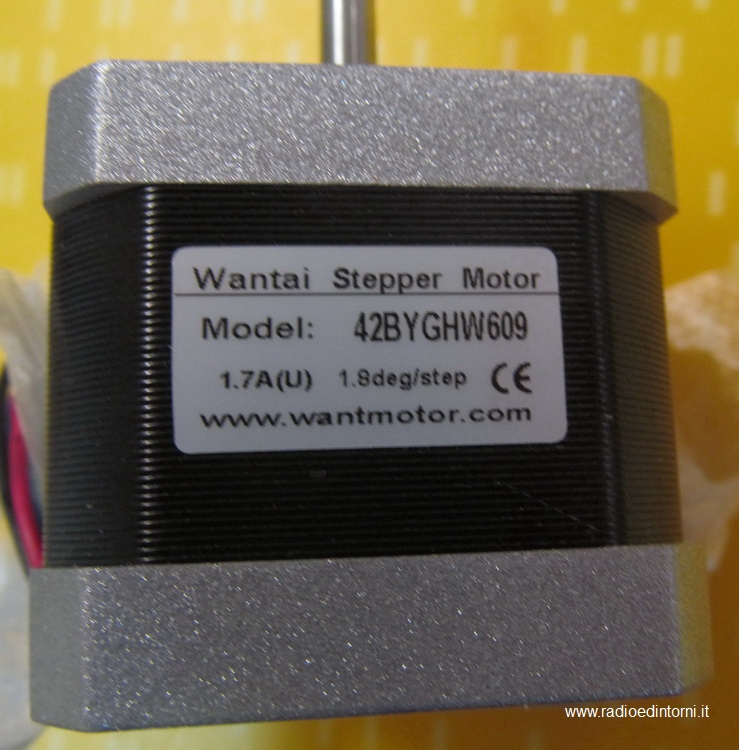 Wantai Stepper Motor
Model: 42BYGHW609
1.7A(U) 1.8deg/step CE
www.wantmotor.com
www.radioedintorni.it